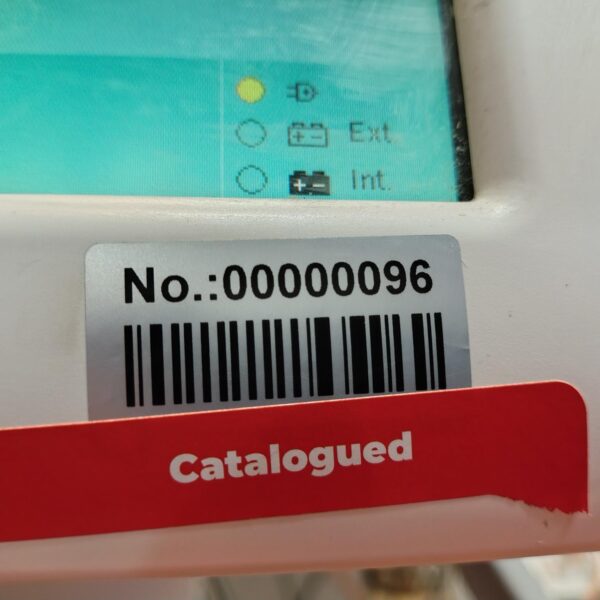 Ext.
Int.
No.:00000096
Catalogued